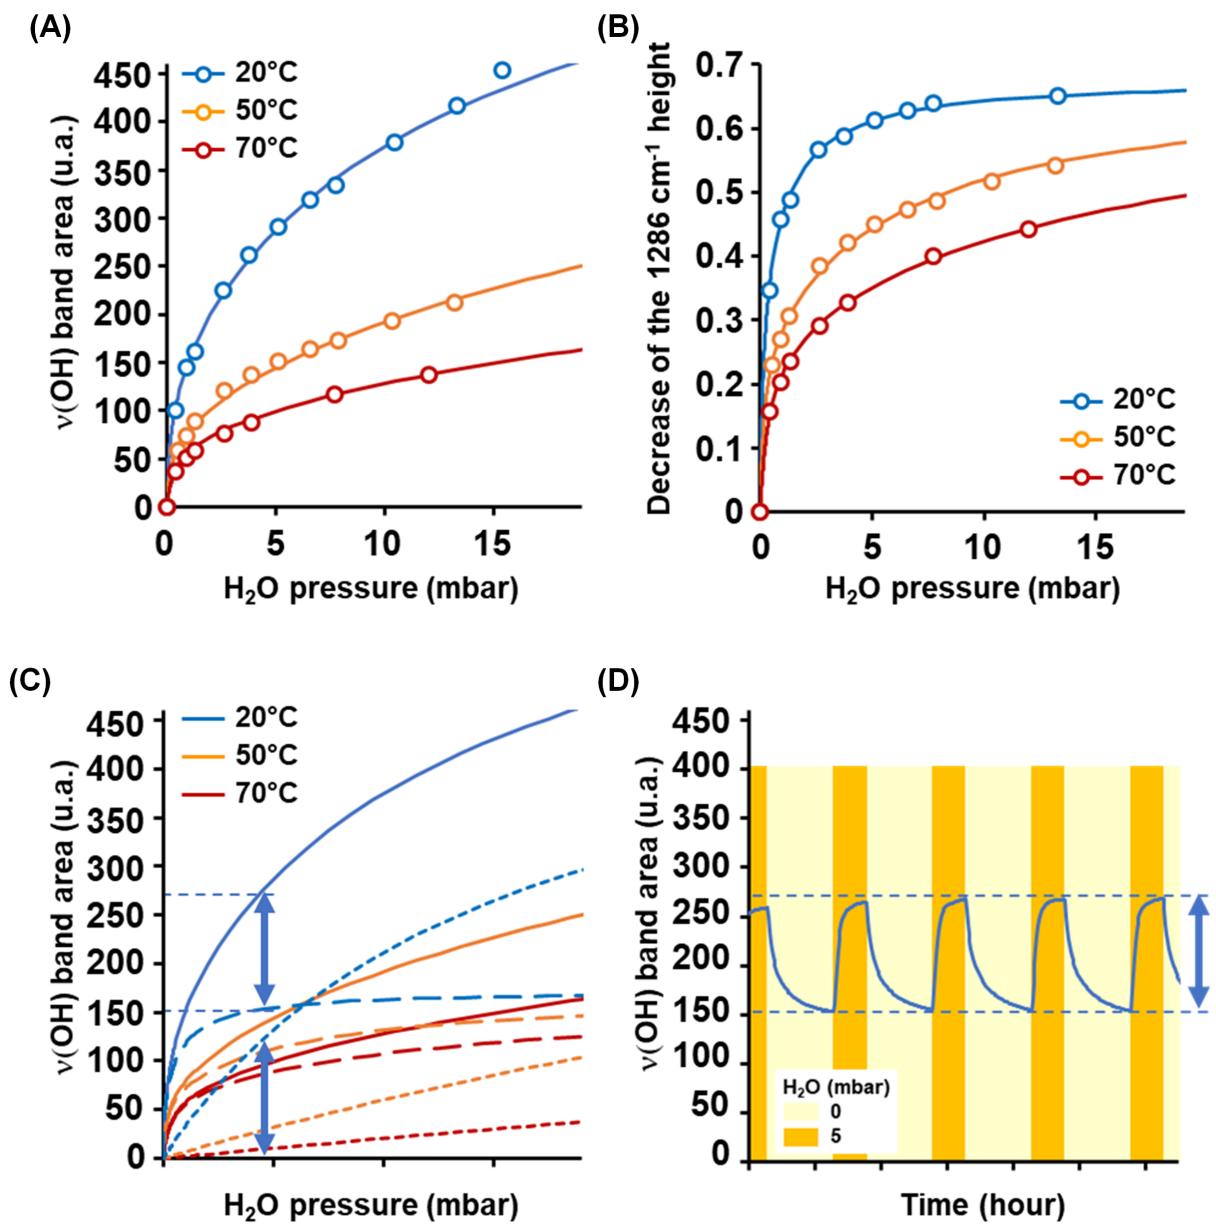 (A)
450
400
350
300
250
200
150
100
50
0
0
5
10
15
20°C
50°C
70°C
ν(OH) band area (u.a.)
H₂O pressure (mbar)
(B)
0.7
0.6
0.5
0.4
0.3
0.2
0.1
0
0
5
10
15
20°C
50°C
70°C
Decrease of the 1286 cm⁻¹ height
H₂O pressure (mbar)
(C)
450
400
350
300
250
200
150
100
50
0
20°C
50°C
70°C
ν(OH) band area (u.a.)
H₂O pressure (mbar)
(D)
450
400
350
300
250
200
150
100
50
0
H₂O (mbar)
0
5
ν(OH) band area (u.a.)
Time (hour)